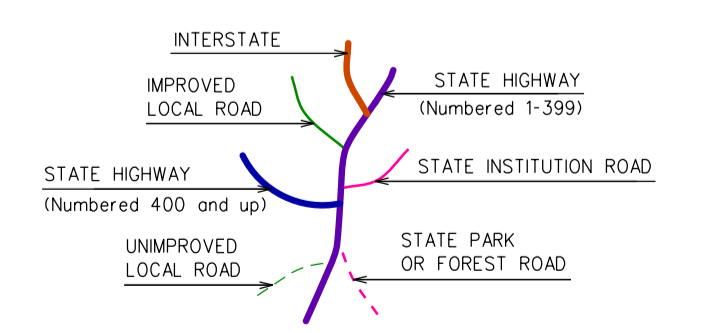 INTERSTATE
IMPROVED
LOCAL ROAD
STATE HIGHWAY
(Numbered 1-399)
STATE HIGHWAY
(Numbered 400 and up)
STATE INSTITUTION ROAD
UNIMPROVED
LOCAL ROAD
STATE PARK
OR FOREST ROAD